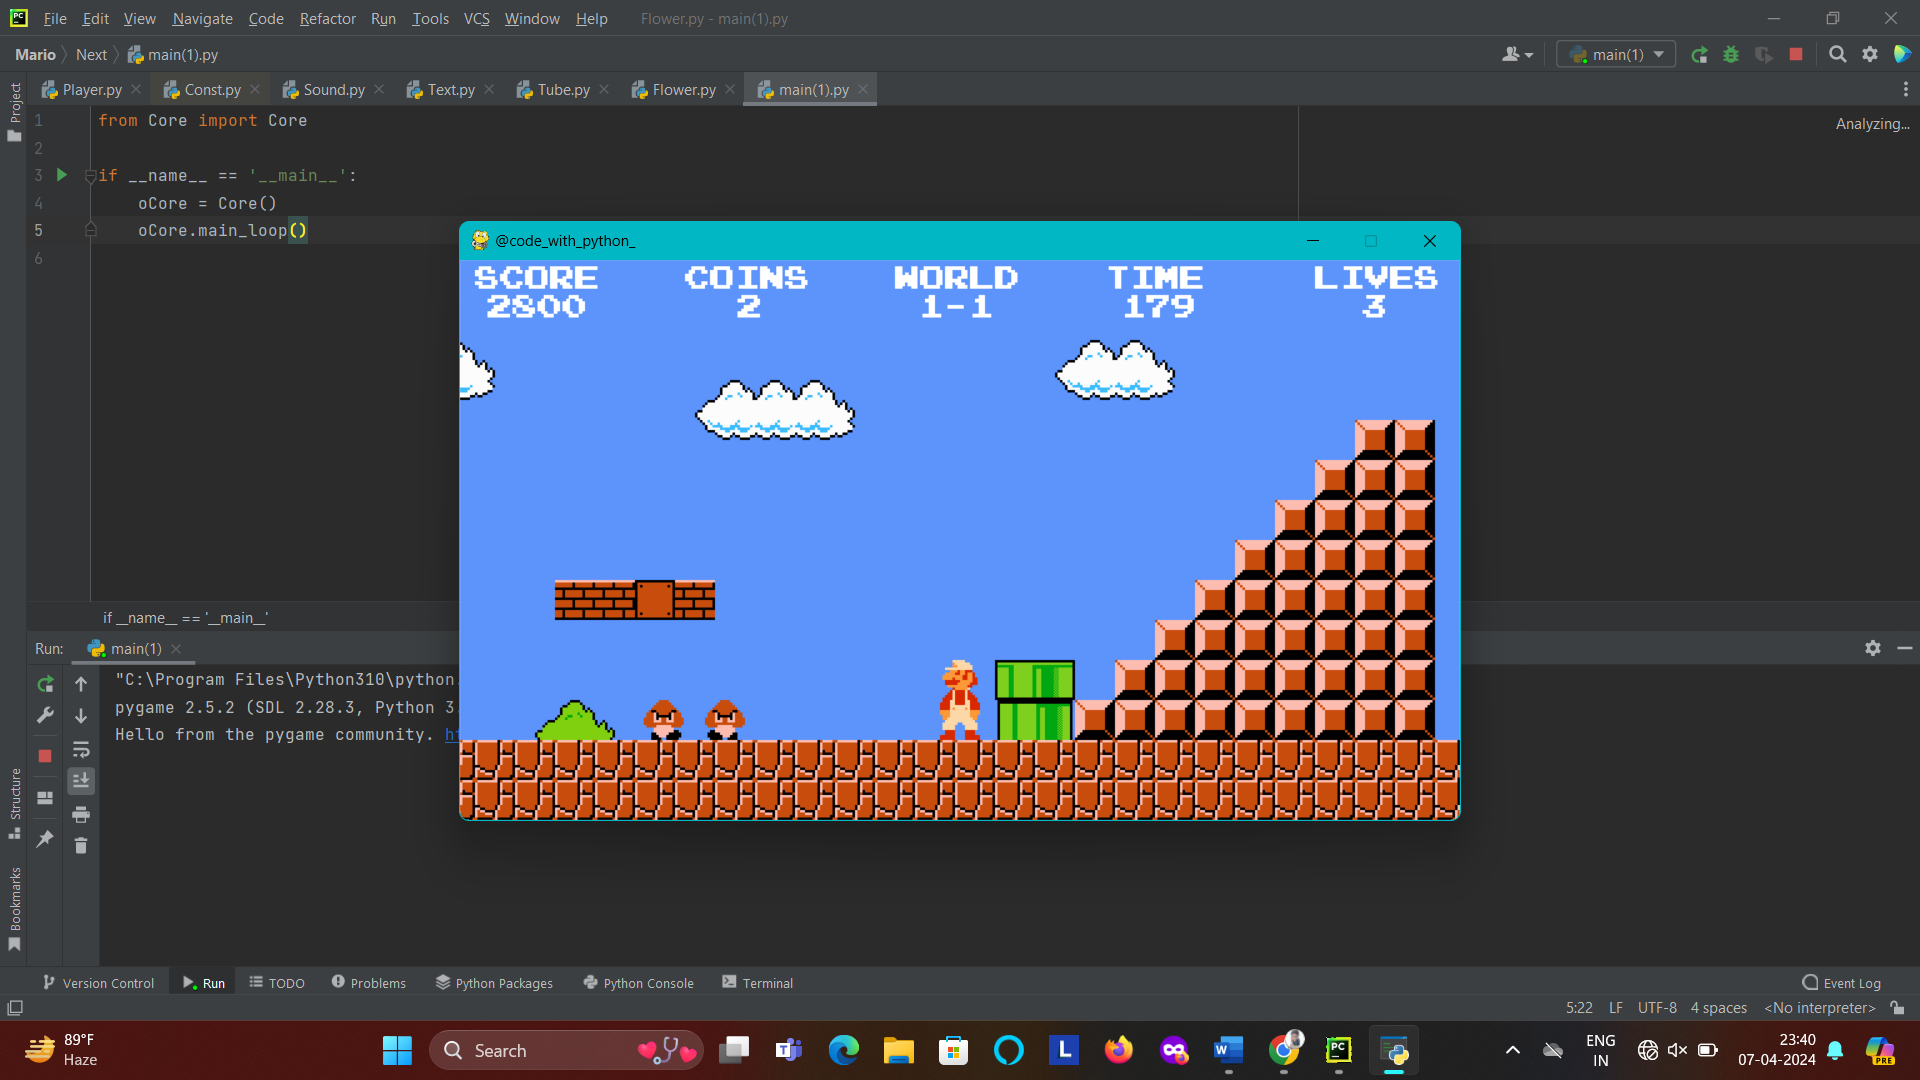 File Edit View Navigate Code Refactor Run Tools VCS Window Help Flower.py - main(1).py
Mario Next main(1).py main(1)
Player.py Const.py Sound.py Text.py Tube.py Flower.py main(1).py
Project
1 from Core import Core
Analyzing...
2
3 if __name__ == '__main__':
4 oCore = Core()
5 oCore.main_loop()
6
@code_with_python_
SCORE COINS WORLD TIME LIVES
2800 2 1-1 179 3
if __name__ == '__main__'
Run: main(1)
"C:\Program Files\Python310\python.
pygame 2.5.2 (SDL 2.28.3, Python 3.
Hello from the pygame community. ht
Structure
Bookmarks
Version Control Run TODO Problems Python Packages Python Console Terminal Event Log
5:22 LF UTF-8 4 spaces <No interpreter>
89°F
Haze
Search
ENG
IN
23:40
07-04-2024
PRE